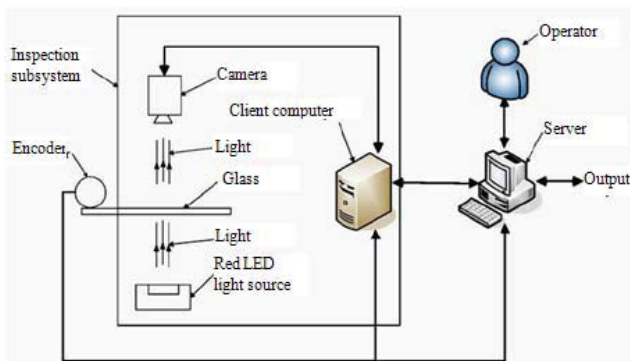 Inspection
subsystem
Camera
Client computer
Operator
Server
Encoder
Light
Glass
Output
Light
Red LED
light source